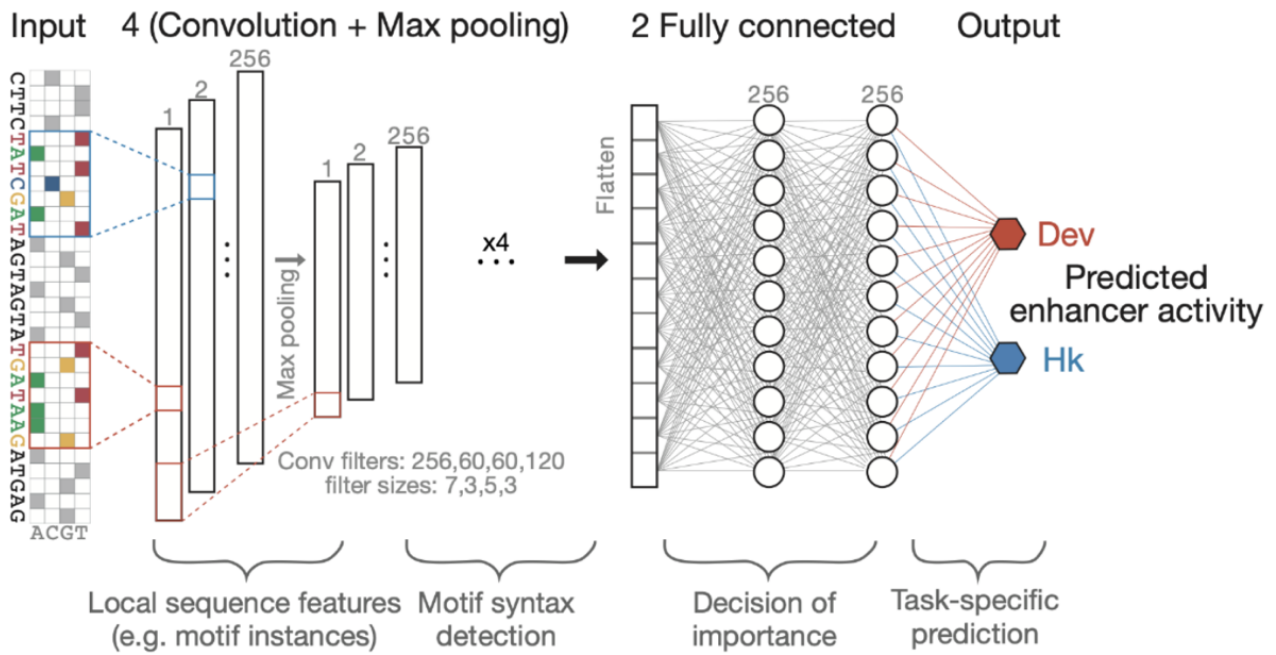 Input
4 (Convolution + Max pooling)
2 Fully connected
Output
C
T
T
C
T
A
T
C
G
A
T
A
G
T
A
G
T
A
T
G
A
T
A
A
G
A
T
G
A
G
ACGT
1
2
256
Max pooling
1
2
256
x4
Conv filters: 256,60,60,120
filter sizes: 7,3,5,3
Flatten
256
256
Dev
Predicted
enhancer activity
Hk
Local sequence features
(e.g. motif instances)
Motif syntax
detection
Decision of
importance
Task-specific
prediction